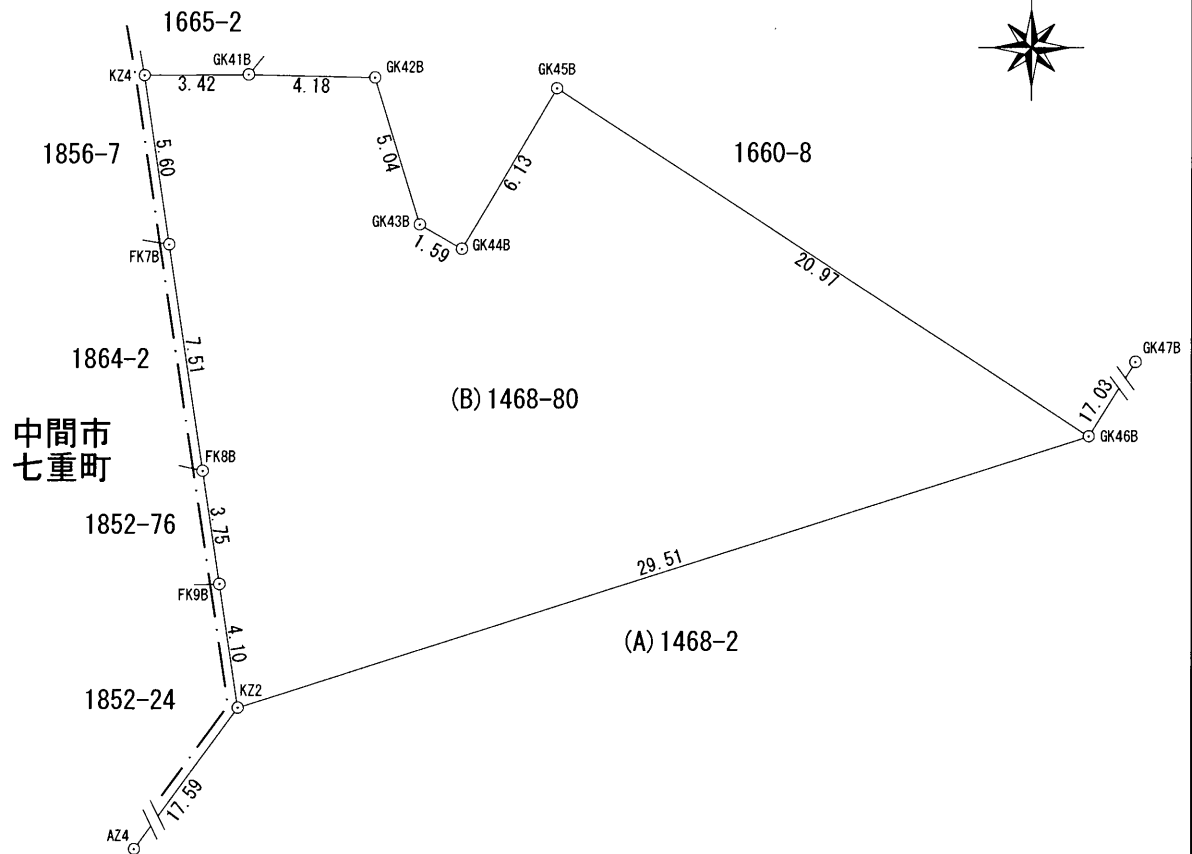 1665-2
GK41B
KZ4
3.42
4.18
GK42B
GK45B
1856-7
5.60
5.04
6.13
1660-8
GK43B
1.59
GK44B
FK7B
20.97
1864-2
7.51
GK47B
(B)1468-80
17.03
中間市
七重町
GK46B
FK8B
1852-76
3.75
29.51
FK9B
4.10
(A)1468-2
1852-24
KZ2
17.59
AZ4